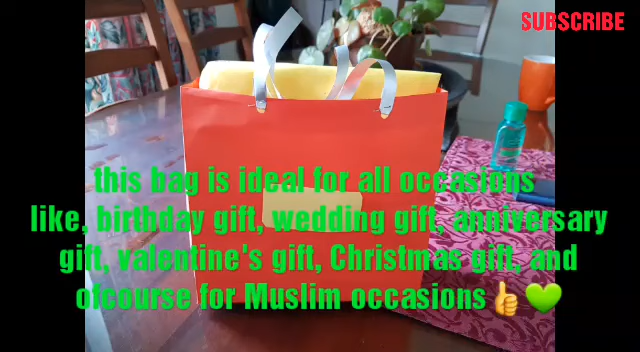 SUBSCRIBE
this bag is ideal for all occasions
like, birthday gift, wedding gift, anniversary
gift, valentine's gift, Christmas gift, and
ofcourse for Muslim occasions👍💚